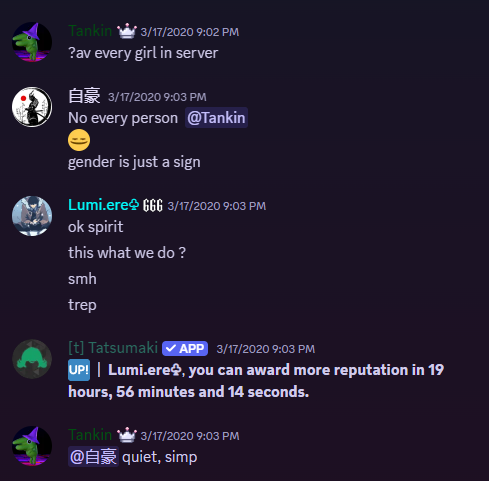 Tankin 3/17/2020 9:02 PM
?av every girl in server
自豪 3/17/2020 9:03 PM
No every person @Tankin
gender is just a sign
Lumi.ere♧ 𝟞𝟞𝟞 3/17/2020 9:03 PM
ok spirit
this what we do ?
smh
trep
[t] Tatsumaki ✓ APP 3/17/2020 9:03 PM
UP! | Lumi.ere♧, you can award more reputation in 19
hours, 56 minutes and 14 seconds.
Tankin 3/17/2020 9:03 PM
@自豪 quiet, simp